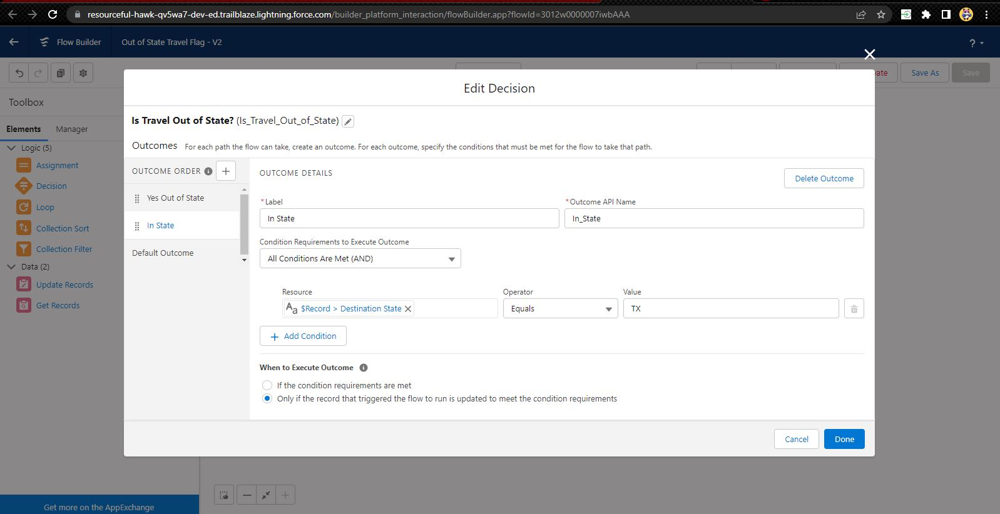 resourceful-hawk-qv5wa7-dev-ed.trailblaze.lightning.force.com/builder_platform_interaction/flowBuilder.app?flowId=3012w0000007iwbAAA
Flow Builder
Out of State Travel Flag - V2
?
Save As
Save
Toolbox
Elements
Manager
Logic (5)
Assignment
Decision
Loop
Collection Sort
Collection Filter
Data (2)
Update Records
Get Records
Get more on the AppExchange
Edit Decision
Is Travel Out of State? (Is_Travel_Out_of_State)
Outcomes For each path the flow can take, create an outcome. For each outcome, specify the conditions that must be met for the flow to take that path.
OUTCOME ORDER
Yes Out of State
In State
Default Outcome
OUTCOME DETAILS
Delete Outcome
*Label
In State
*Outcome API Name
In_State
Condition Requirements to Execute Outcome
All Conditions Are Met (AND)
Resource
Operator
Value
Aa $Record > Destination State
Equals
TX
+ Add Condition
When to Execute Outcome
If the condition requirements are met
Only if the record that triggered the flow to run is updated to meet the condition requirements
Cancel
Done